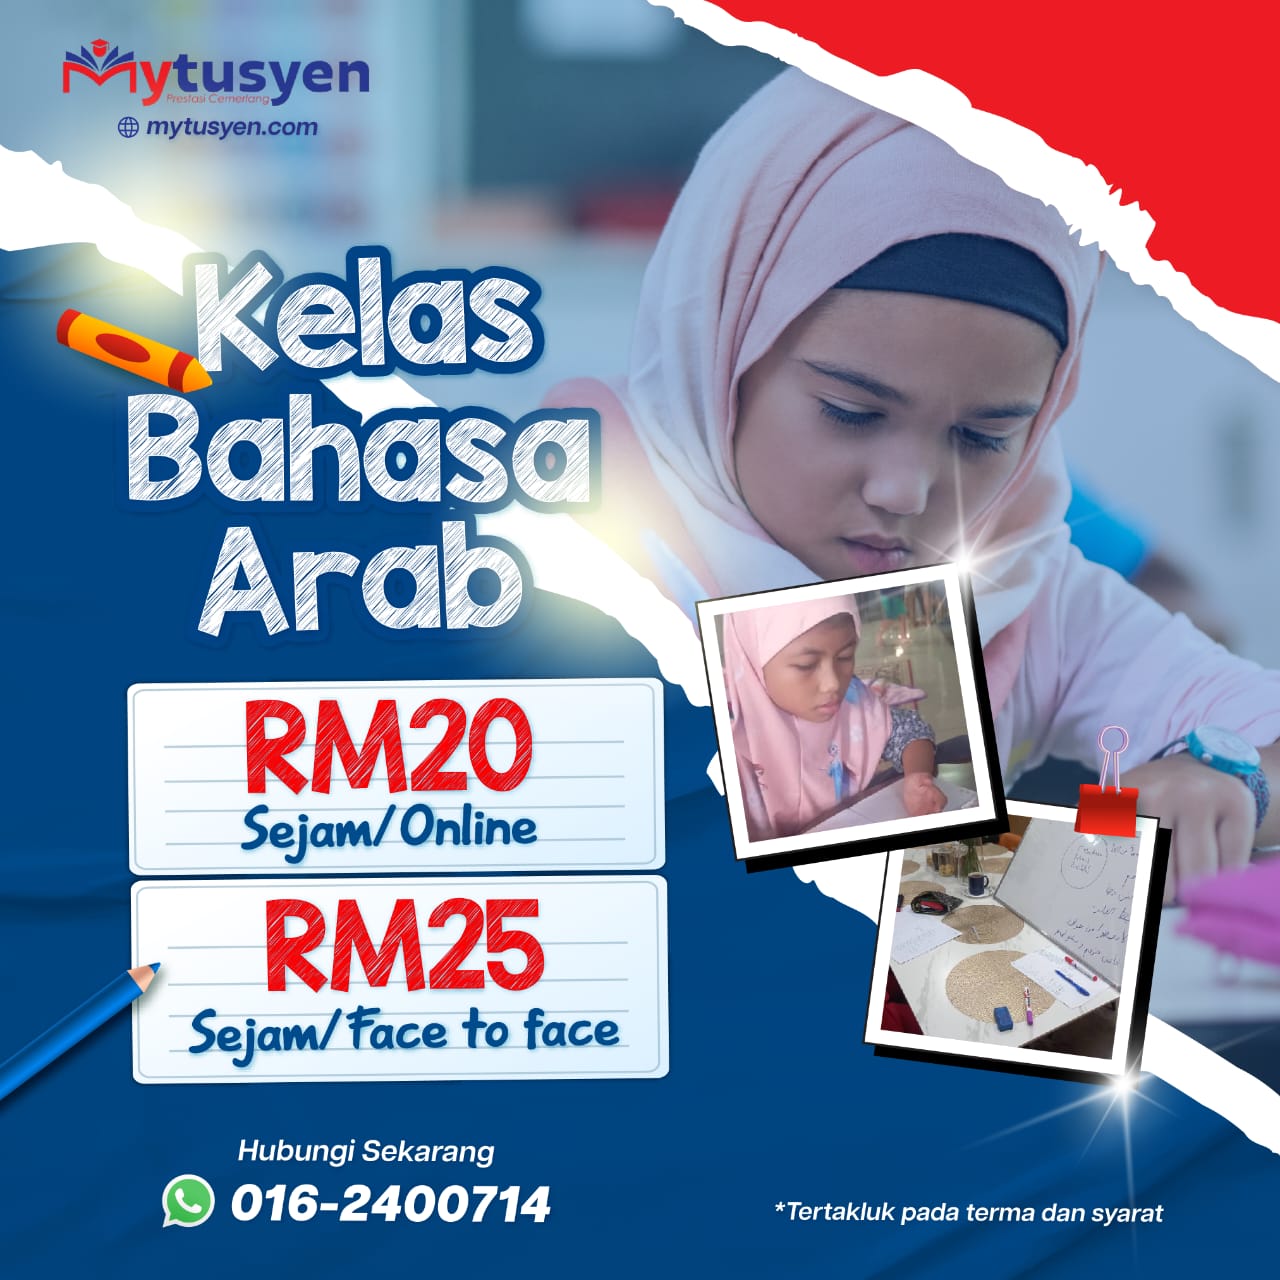 Mytusyen
Prestasi Cemerlang
mytusyen.com
Kelas
Bahasa
Arab
RM20
Sejam/Online
RM25
Sejam/Face to face
Hubungi Sekarang
016-2400714
*Tertakluk pada terma dan syarat